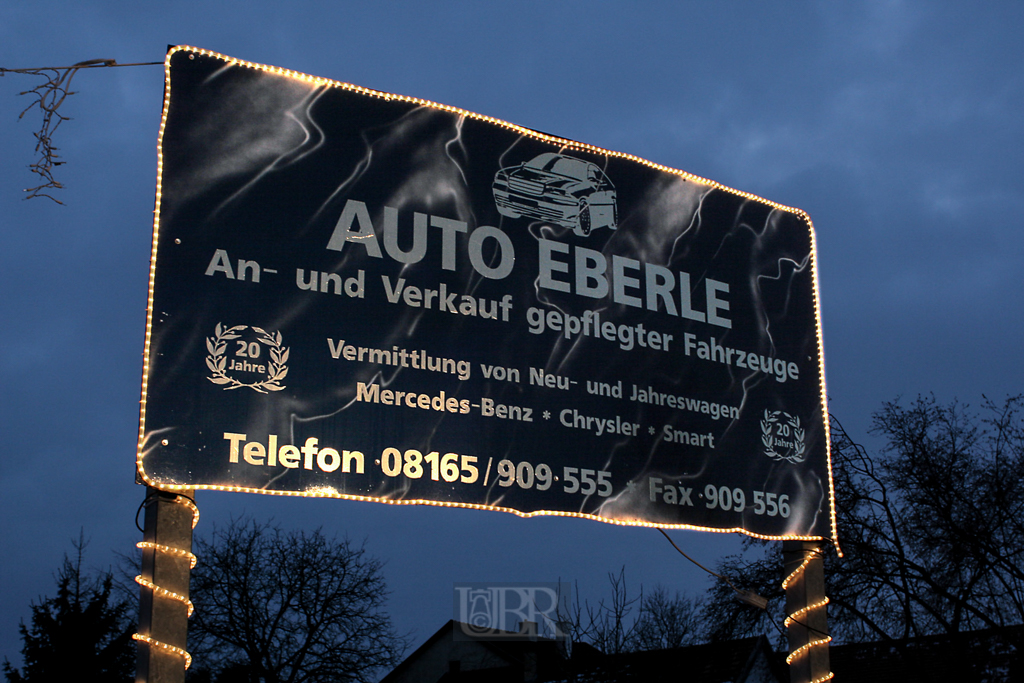 AUTO EBERLE
An- und Verkauf gepflegter Fahrzeuge
20 Jahre
Vermittlung von Neu- und Jahreswagen
Mercedes-Benz * Chrysler * Smart
20 Jahre
Telefon 08165/909 555 * Fax 909 556
UBR